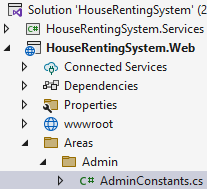 Solution 'HouseRentingSystem' (2
HouseRentingSystem.Services
HouseRentingSystem.Web
Connected Services
Dependencies
Properties
wwwroot
Areas
Admin
C# AdminConstants.cs